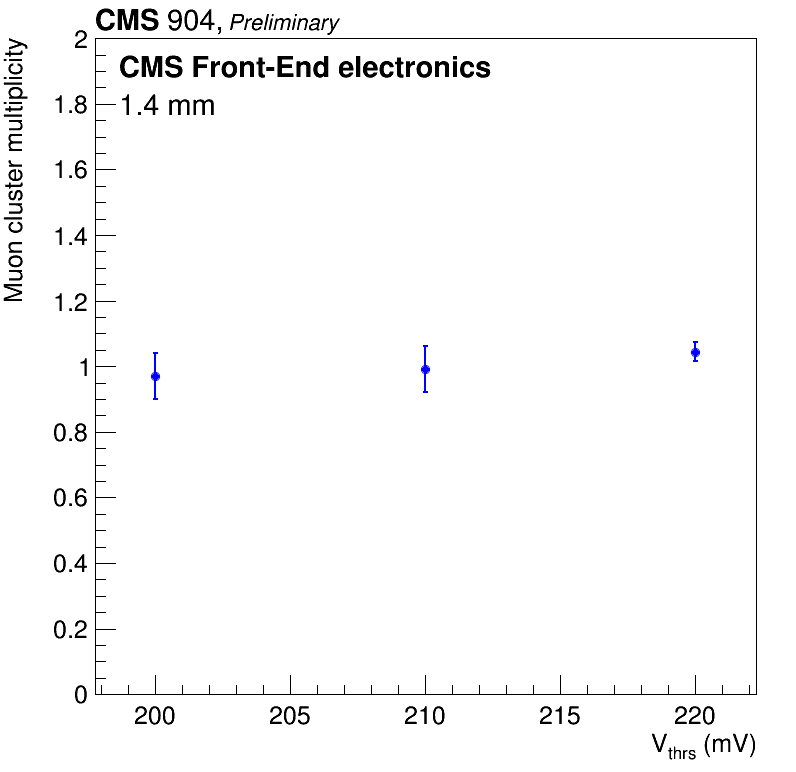 CMS 904, Preliminary
CMS Front-End electronics
1.4 mm
Muon cluster multiplicity
2
1.8
1.6
1.4
1.2
1
0.8
0.6
0.4
0.2
0
200 205 210 215 220
V_thrs (mV)